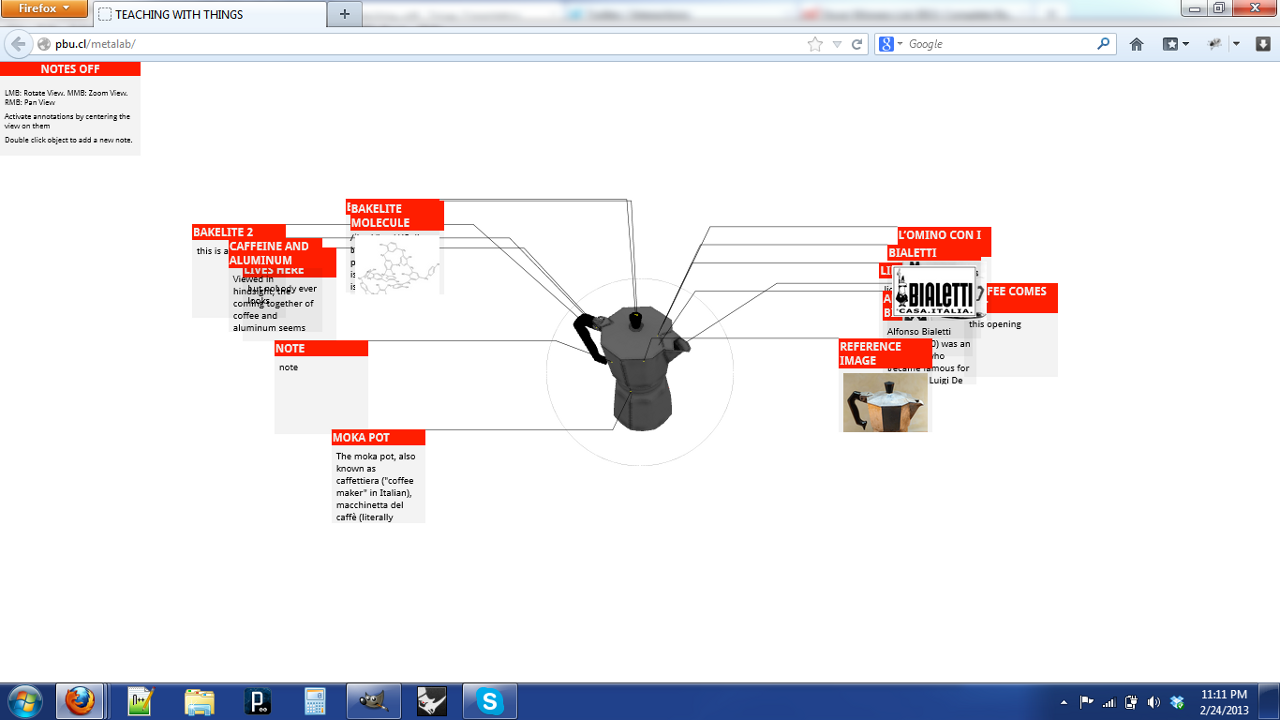 Firefox
TEACHING WITH THINGS
pbu.cl/metalab/
Google
NOTES OFF
LMB: Rotate View. MMB: Zoom View.
RMB: Pan View
Activate annotations by centering the
view on them
Double click object to add a new note.
BAKELITE
MOLECULE
BAKELITE 2
this is a
CAFFEINE AND
ALUMINUM
LIVES HERE
Viewed in
but nobody ever
hindsight, the
looks
coming together of
coffee and
aluminum seems
NOTE
note
MOKA POT
The moka pot, also
known as
caffettiera ("coffee
maker" in Italian),
macchinetta del
caffè (literally
L'OMINO CON I
BIALETTI
LI
FEE COMES
BIALETTI
CASA.ITALIA.
this opening
Alfonso Bialetti
0) was an
who
became famous for
Luigi De
REFERENCE
IMAGE
11:11 PM
2/24/2013